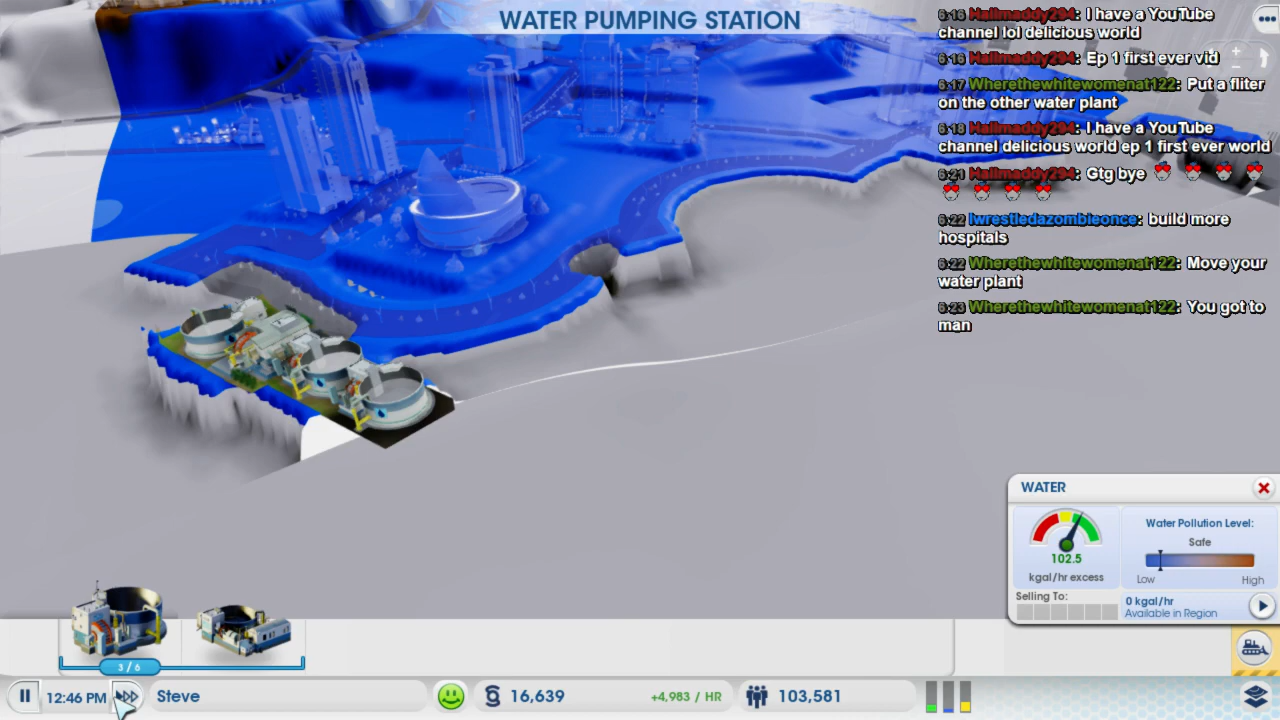 WATER PUMPING STATION
6:16 Hailmaddy294: I have a YouTube
channel lol delicious world
6:16 Hailmaddy294: Ep 1 first ever vid
6:17 Wherethewhitewomenat122: Put a fliter
on the other water plant
6:18 Hailmaddy294: I have a YouTube
channel delicious world ep 1 first ever world
6:21 Hailmaddy294: Gtg bye
6:22 Iwrestledazombieonce: build more
hospitals
6:22 Wherethewhitewomenat122: Move your
water plant
6:23 Wherethewhitewomenat122: You got to
man
WATER
Water Pollution Level:
Safe
Low High
102.5
kgal/hr excess
Selling To:
0 kgal/hr
Available in Region
3 / 6
12:46 PM Steve 16,639 +4,983 / HR 103,581